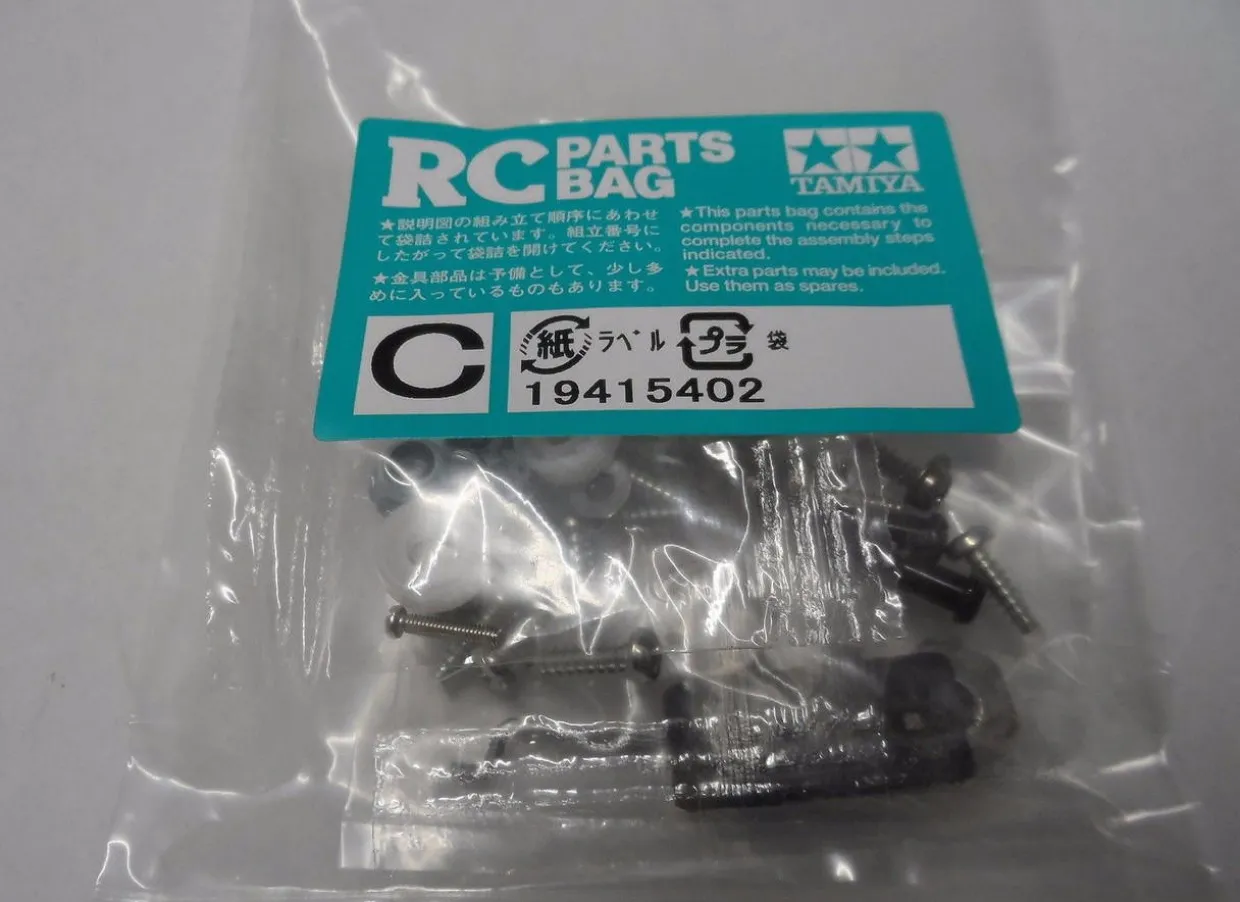 RC PARTS BAG
TAMIYA
★説明図の組み立て順序にあわせ
て袋詰されています。組立番号に
したがって袋詰を開けてください。
★金具部品は予備として、少し多
めに入っているものもあります。
★This parts bag contains the
components necessary to
complete the assembly steps
indicated.
★Extra parts may be included.
Use them as spares.
C
紙 ラベル プラ 袋
19415402